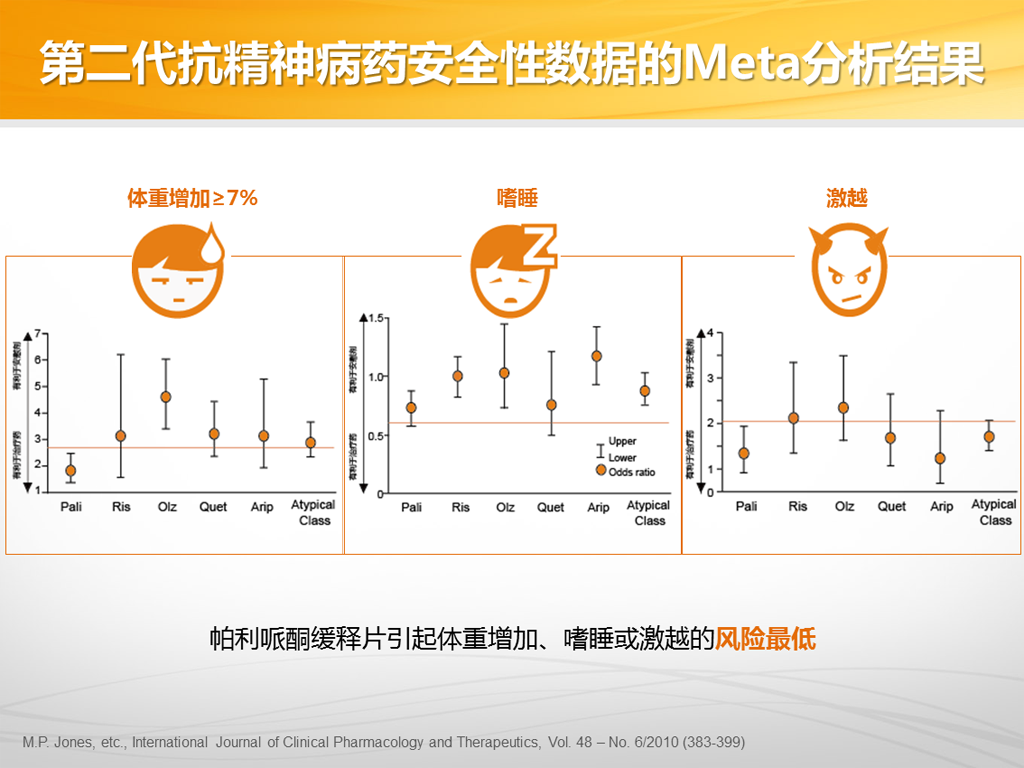 第二代抗精神病药安全性数据的Meta分析结果
体重增加≥7%
嗜睡
激越
7
6
5
4
3
2
1
有利于安慰剂
有利于治疗药
Pali
Ris
Olz
Quet
Arip
Atypical
Class
1.5
1.0
0.5
0
有利于安慰剂
有利于治疗药
Upper
Lower
Odds ratio
Pali
Ris
Olz
Quet
Arip
Atypical
Class
4
3
2
1
0
有利于安慰剂
有利于治疗药
Pali
Ris
Olz
Quet
Arip
Atypical
Class
帕利哌酮缓释片引起体重增加、嗜睡或激越的风险最低
M.P. Jones, etc., International Journal of Clinical Pharmacology and Therapeutics, Vol. 48 – No. 6/2010 (383-399)